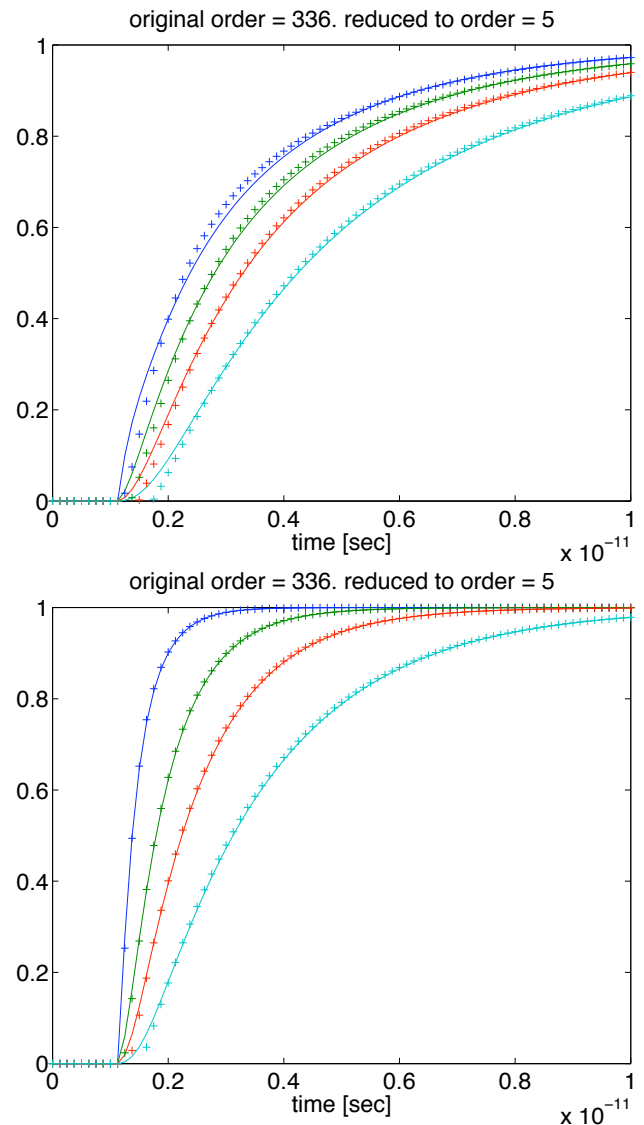 original order = 336. reduced to order = 5
1
0.8
0.6
0.4
0.2
0
0 0.2 0.4 0.6 0.8 1
time [sec]
x 10⁻¹¹
original order = 336. reduced to order = 5
1
0.8
0.6
0.4
0.2
0
0 0.2 0.4 0.6 0.8 1
time [sec]
x 10⁻¹¹